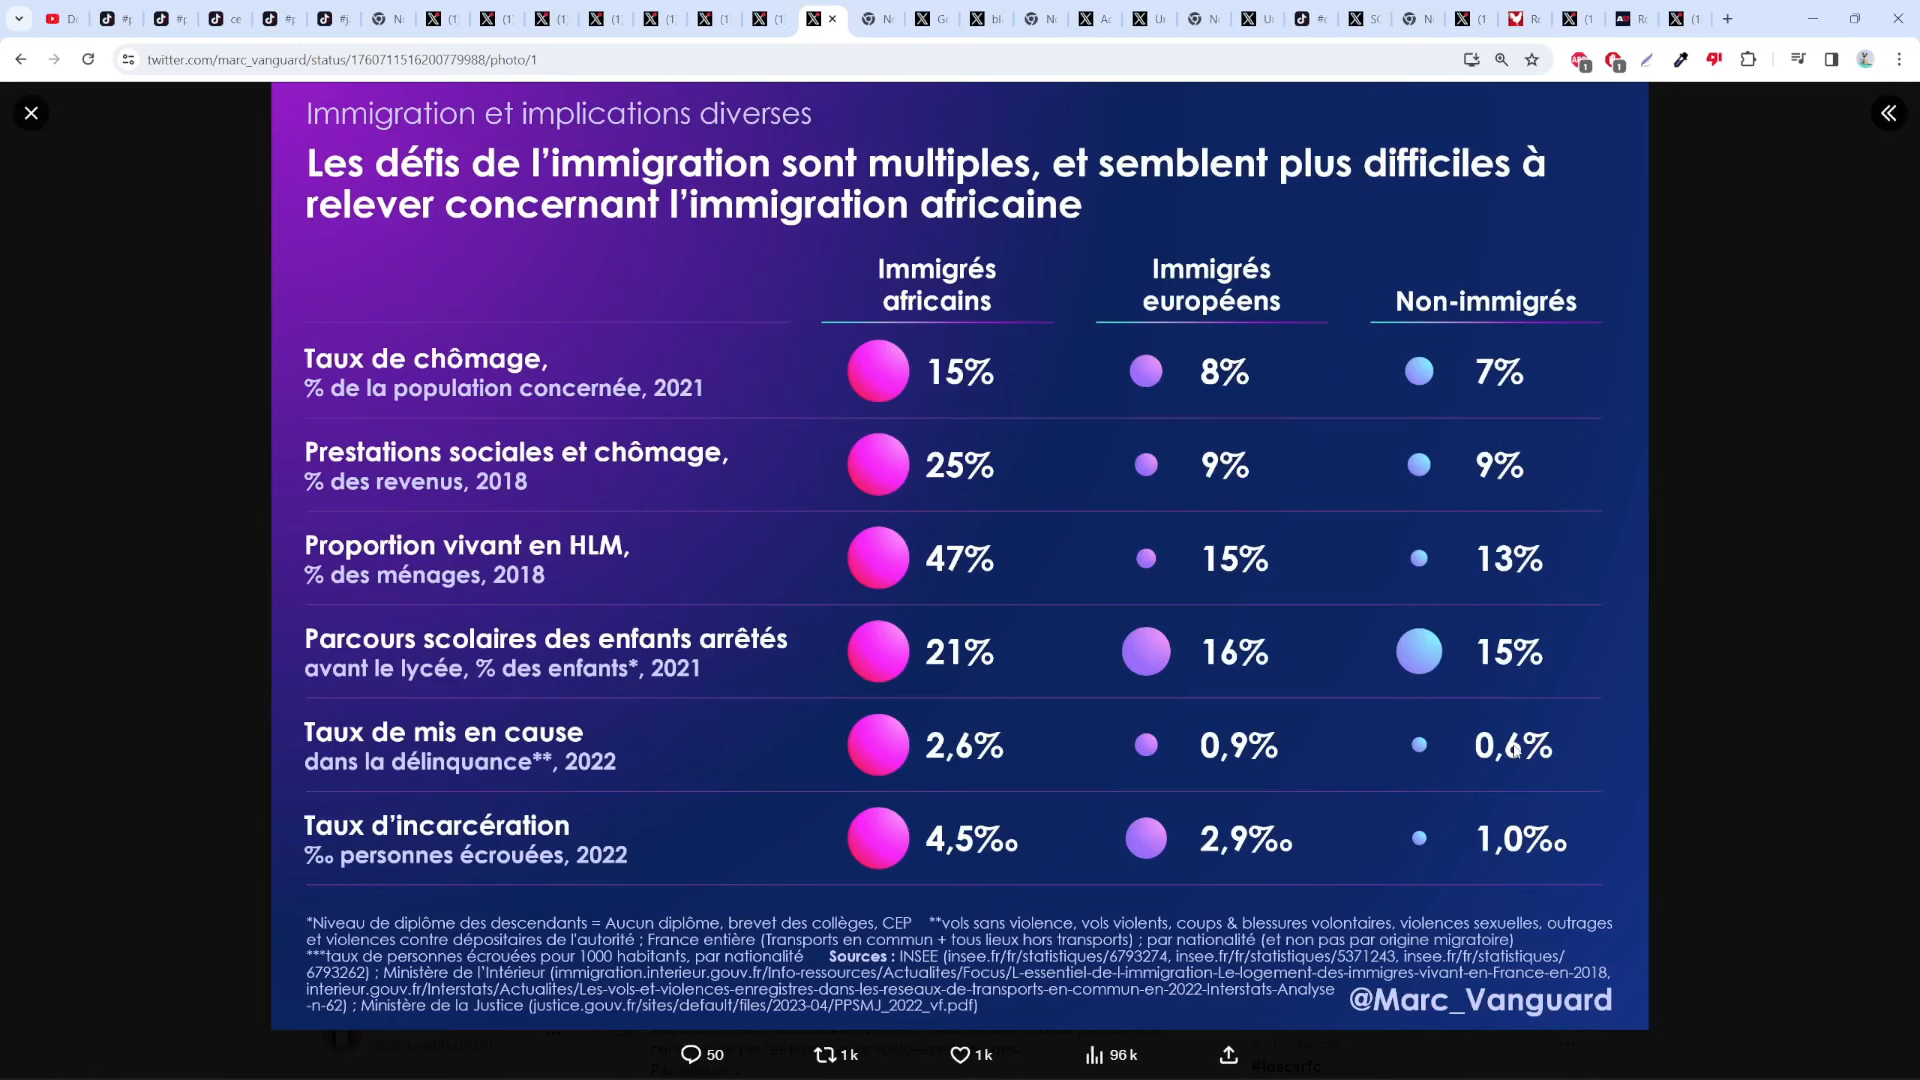 twitter.com/marc_vanguard/status/1760711516200779988/photo/1
Immigration et implications diverses
Les défis de l'immigration sont multiples, et semblent plus difficiles à
relever concernant l'immigration africaine
Immigrés
africains
Immigrés
européens
Non-immigrés
Taux de chômage,
% de la population concernée, 2021
15% 8% 7%
Prestations sociales et chômage,
% des revenus, 2018
25% 9% 9%
Proportion vivant en HLM,
% des ménages, 2018
47% 15% 13%
Parcours scolaires des enfants arrêtés
avant le lycée, % des enfants*, 2021
21% 16% 15%
Taux de mis en cause
dans la délinquance**, 2022
2,6% 0,9% 0,6%
Taux d'incarcération
‰ personnes écrouées, 2022
4,5‰ 2,9‰ 1,0‰
*Niveau de diplôme des descendants = Aucun diplôme, brevet des collèges, CEP **vols sans violence, vols violents, coups & blessures volontaires, violences sexuelles, outrages
et violences contre dépositaires de l'autorité ; France entière (Transports en commun + tous lieux hors transports) ; par nationalité (et non pas par origine migratoire)
***taux de personnes écrouées pour 1000 habitants, par nationalité Sources : INSEE (insee.fr/fr/statistiques/6793274, insee.fr/fr/statistiques/5371243, insee.fr/fr/statistiques/
6793262) ; Ministère de l'Intérieur (immigration.interieur.gouv.fr/Info-ressources/Actualites/Focus/L-essentiel-de-l-immigration-Le-logement-des-immigres-vivant-en-France-en-2018,
interieur.gouv.fr/Interstats/Actualites/Les-vols-et-violences-enregistres-dans-les-reseaux-de-transports-en-commun-en-2022-Interstats-Analyse
-n-62) ; Ministère de la Justice (justice.gouv.fr/sites/default/files/2023-04/PPSMJ_2022_vf.pdf)
@Marc_Vanguard
50 1 k 1 k 96 k